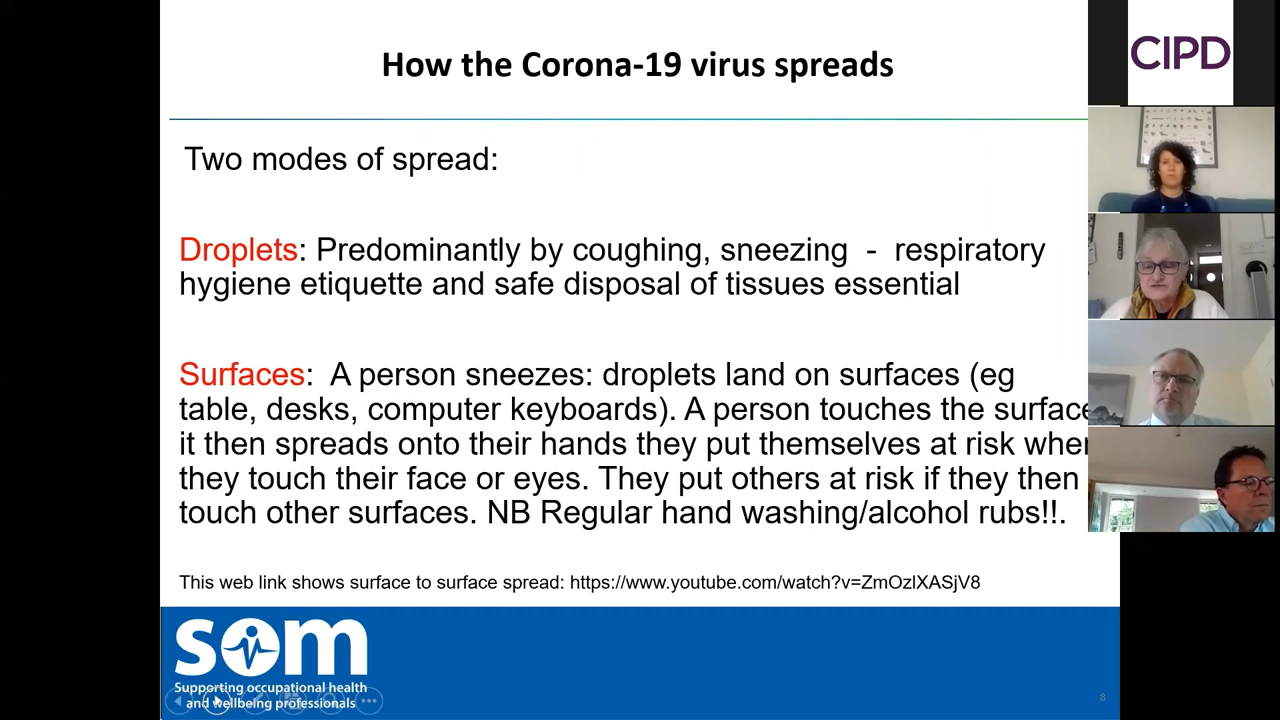 How the Corona-19 virus spreads
CIPD
Two modes of spread:
Droplets: Predominantly by coughing, sneezing - respiratory
hygiene etiquette and safe disposal of tissues essential
Surfaces: A person sneezes: droplets land on surfaces (eg
table, desks, computer keyboards). A person touches the surface
it then spreads onto their hands they put themselves at risk when
they touch their face or eyes. They put others at risk if they then
touch other surfaces. NB Regular hand washing/alcohol rubs!!.
This web link shows surface to surface spread: https://www.youtube.com/watch?v=ZmOzlXASjV8
som
Supporting occupational health
and wellbeing professionals
8